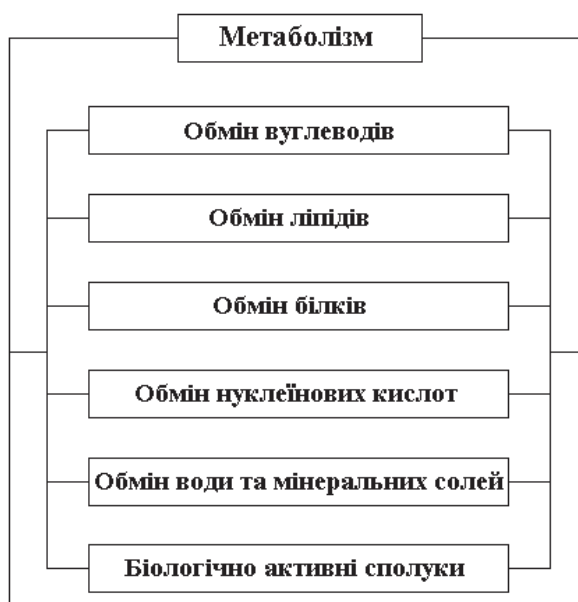 Метаболізм
Обмін вуглеводів
Обмін ліпідів
Обмін білків
Обмін нуклеїнових кислот
Обмін води та мінеральних солей
Біологічно активні сполуки